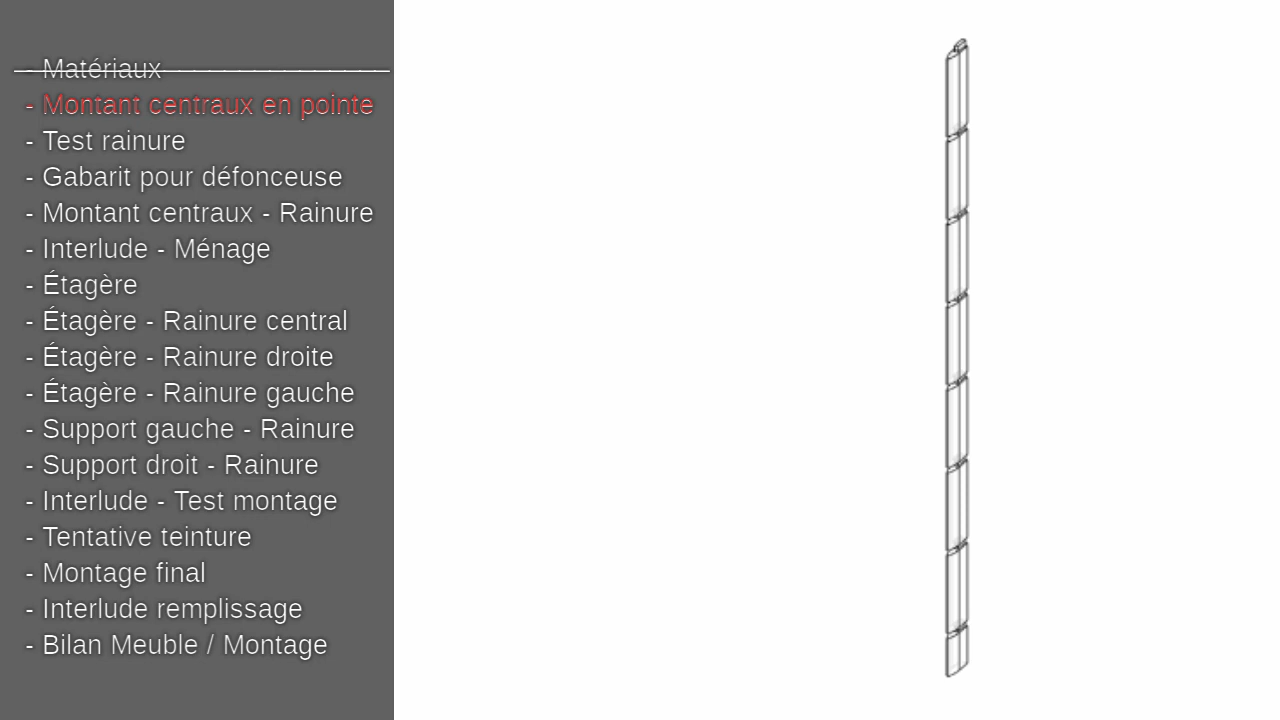 - Matériaux
- Montant centraux en pointe
- Test rainure
- Gabarit pour défonceuse
- Montant centraux - Rainure
- Interlude - Ménage
- Étagère
- Étagère - Rainure central
- Étagère - Rainure droite
- Étagère - Rainure gauche
- Support gauche - Rainure
- Support droit - Rainure
- Interlude - Test montage
- Tentative teinture
- Montage final
- Interlude remplissage
- Bilan Meuble / Montage